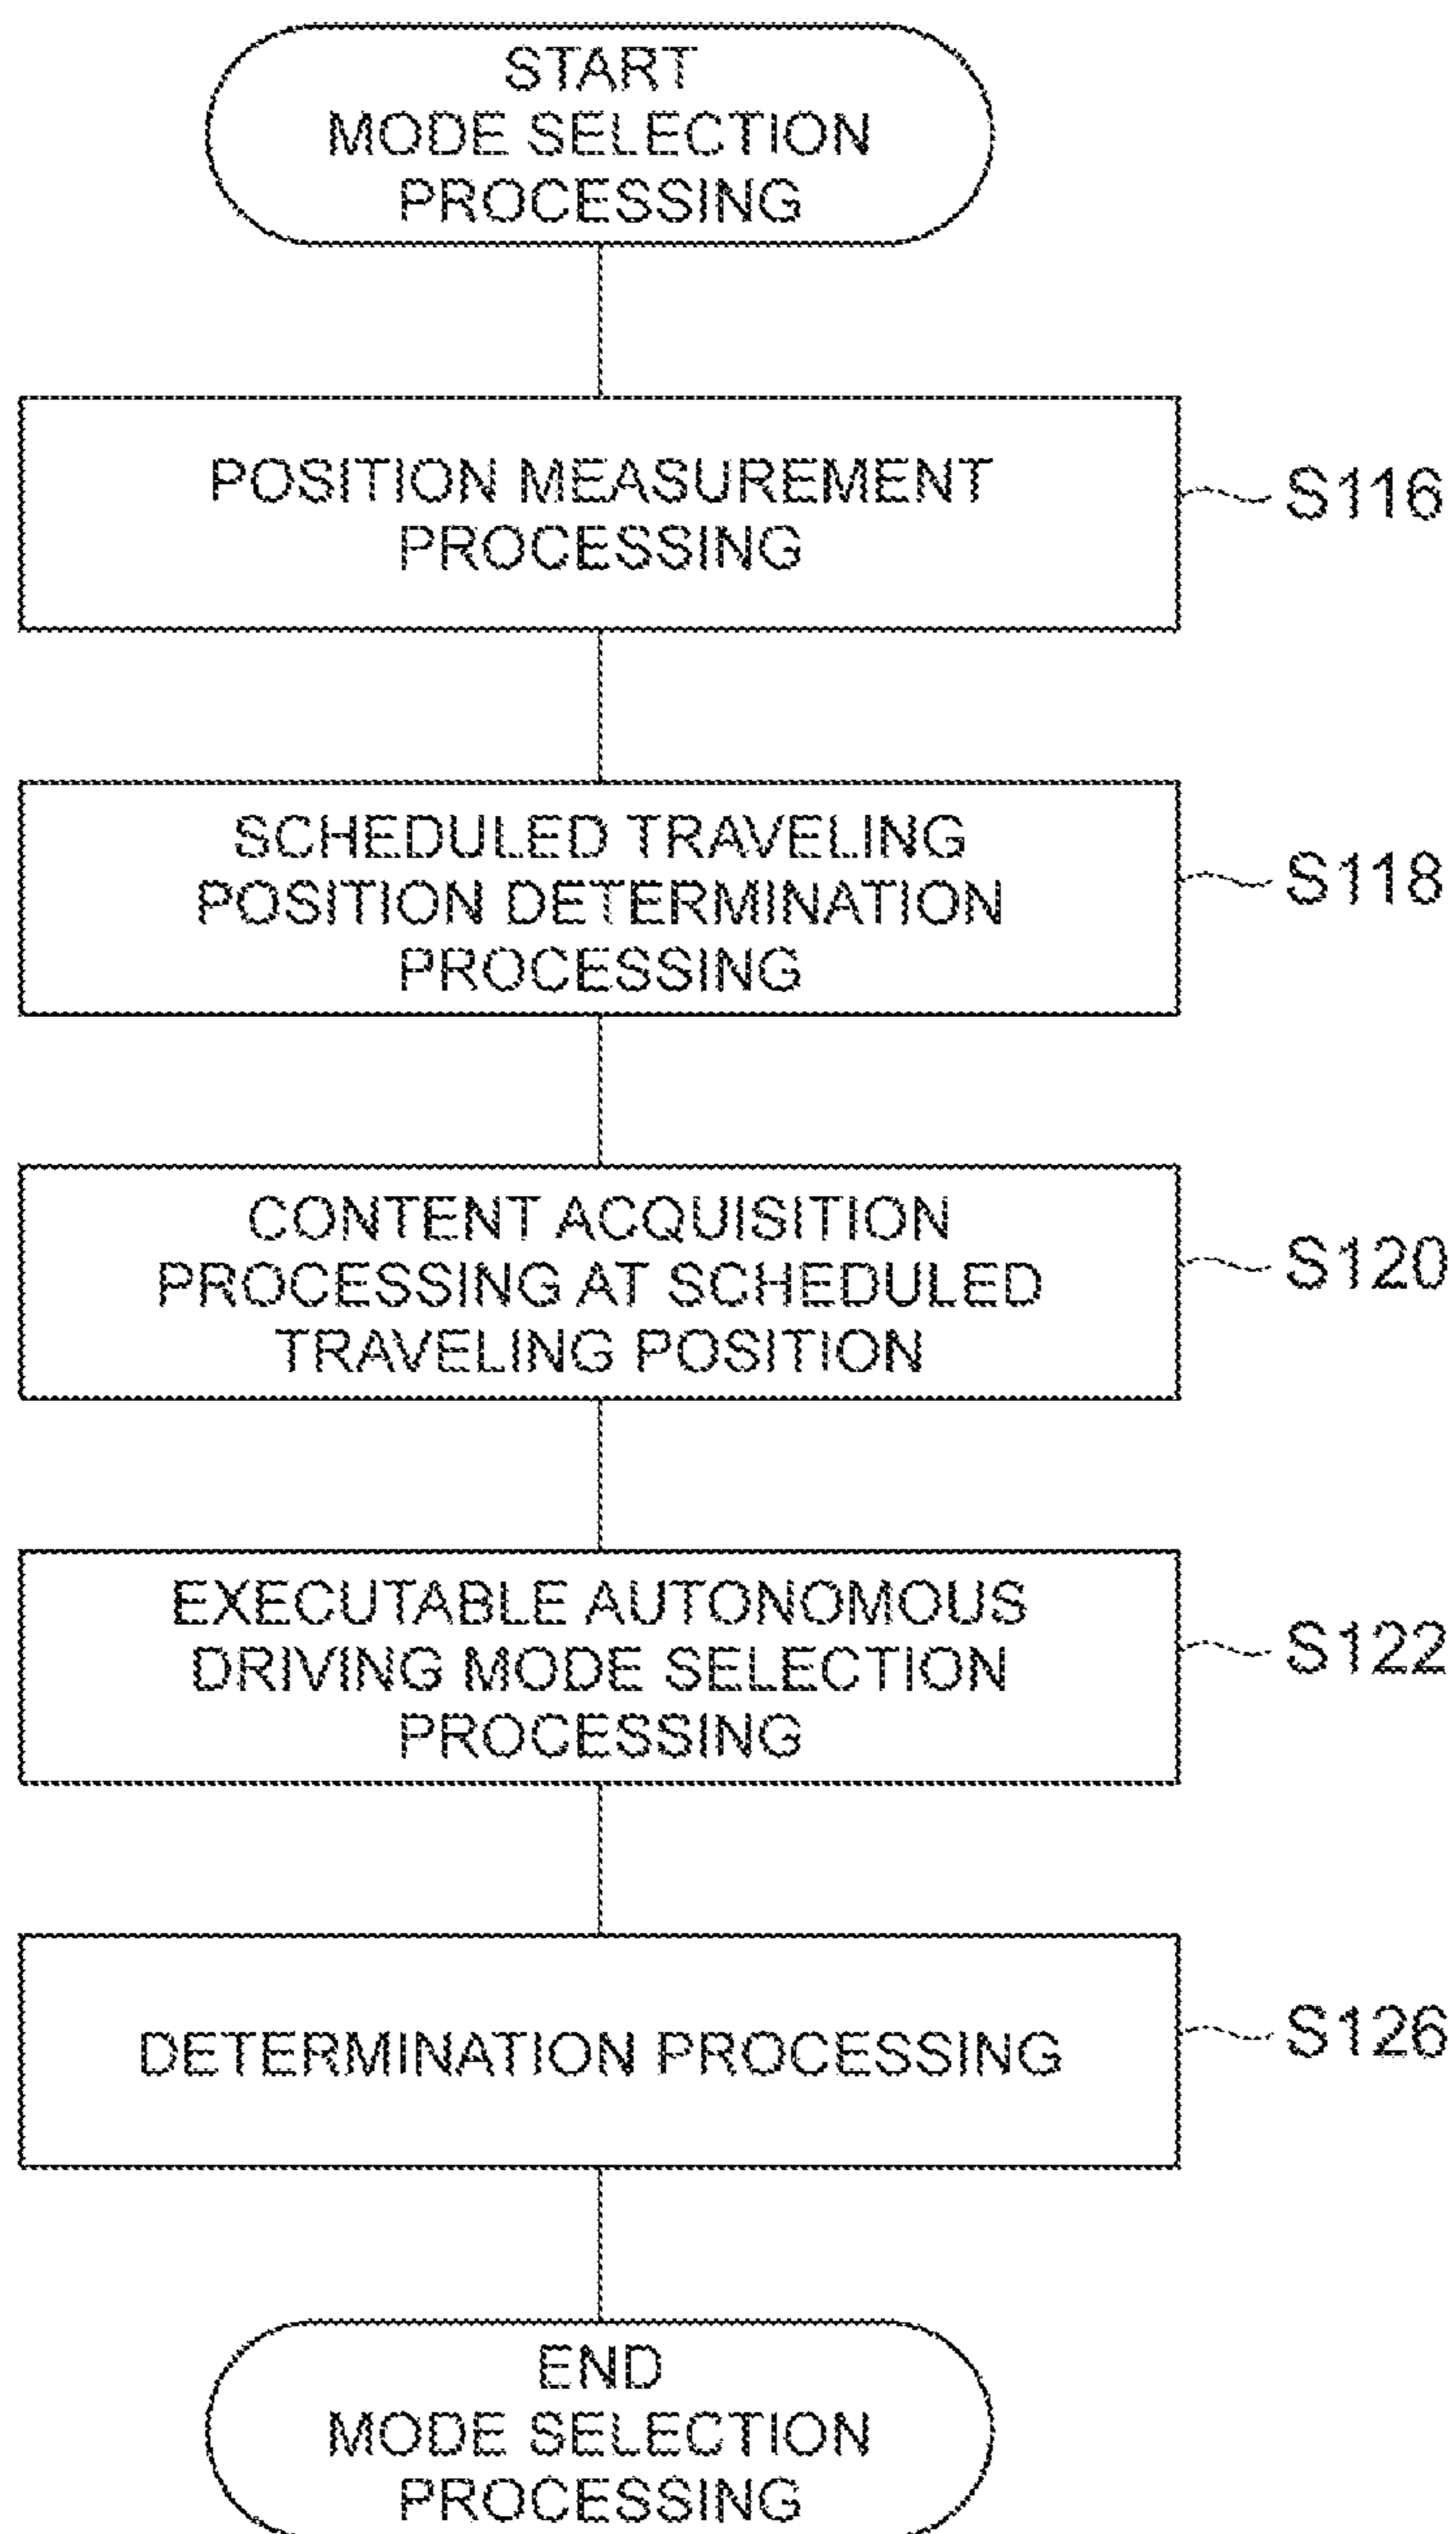 START
MODE SELECTION
PROCESSING
POSITION MEASUREMENT
PROCESSING
S116
SCHEDULED TRAVELING
POSITION DETERMINATION
PROCESSING
S118
CONTENT ACQUISITION
PROCESSING AT SCHEDULED
TRAVELING POSITION
S120
EXECUTABLE AUTONOMOUS
DRIVING MODE SELECTION
PROCESSING
S122
DETERMINATION PROCESSING
S126
END
MODE SELECTION
PROCESSING